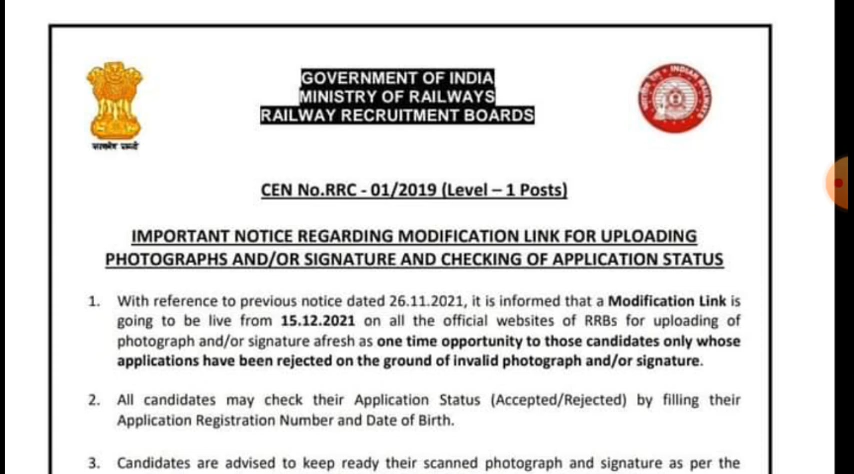 GOVERNMENT OF INDIA
MINISTRY OF RAILWAYS
RAILWAY RECRUITMENT BOARDS
सत्यमेव जयते
CEN No.RRC - 01/2019 (Level – 1 Posts)
IMPORTANT NOTICE REGARDING MODIFICATION LINK FOR UPLOADING
PHOTOGRAPHS AND/OR SIGNATURE AND CHECKING OF APPLICATION STATUS
1. With reference to previous notice dated 26.11.2021, it is informed that a Modification Link is
going to be live from 15.12.2021 on all the official websites of RRBs for uploading of
photograph and/or signature afresh as one time opportunity to those candidates only whose
applications have been rejected on the ground of invalid photograph and/or signature.
2. All candidates may check their Application Status (Accepted/Rejected) by filling their
Application Registration Number and Date of Birth.
3. Candidates are advised to keep ready their scanned photograph and signature as per the